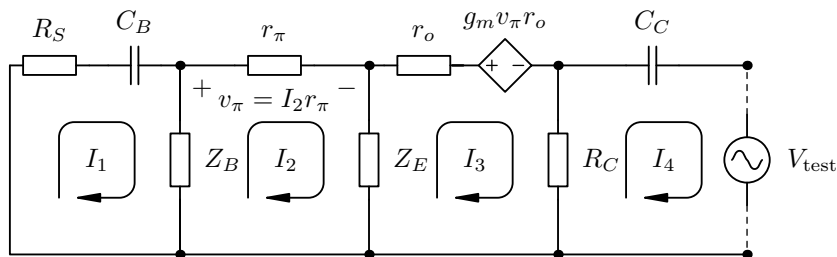 R_S C_B r_π r_o g_m v_π r_o C_C
+ v_π = I_2 r_π − + −
I_1 Z_B I_2 Z_E I_3 R_C I_4 V_test